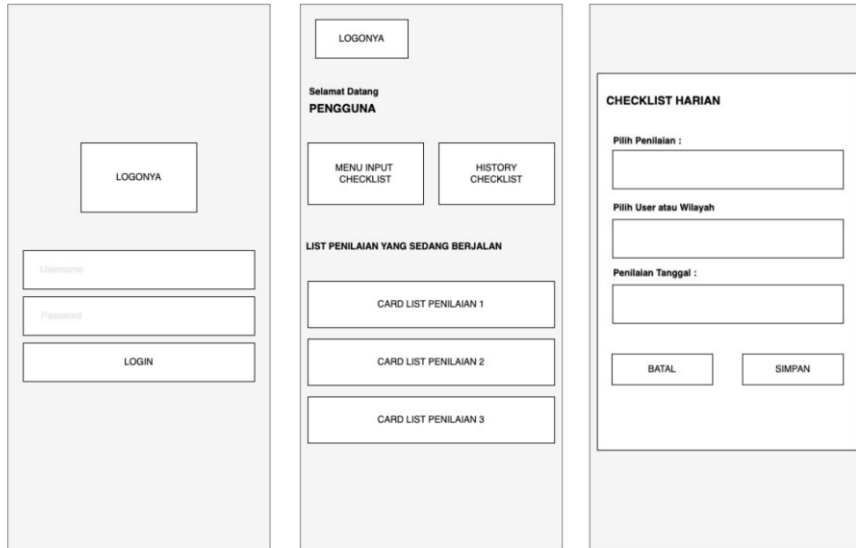 LOGONYA
Username
Password
LOGIN
LOGONYA
Selamat Datang
PENGGUNA
MENU INPUT
CHECKLIST
HISTORY
CHECKLIST
LIST PENILAIAN YANG SEDANG BERJALAN
CARD LIST PENILAIAN 1
CARD LIST PENILAIAN 2
CARD LIST PENILAIAN 3
CHECKLIST HARIAN
Pilih Penilaian :
Pilih User atau Wilayah
Penilaian Tanggal :
BATAL
SIMPAN